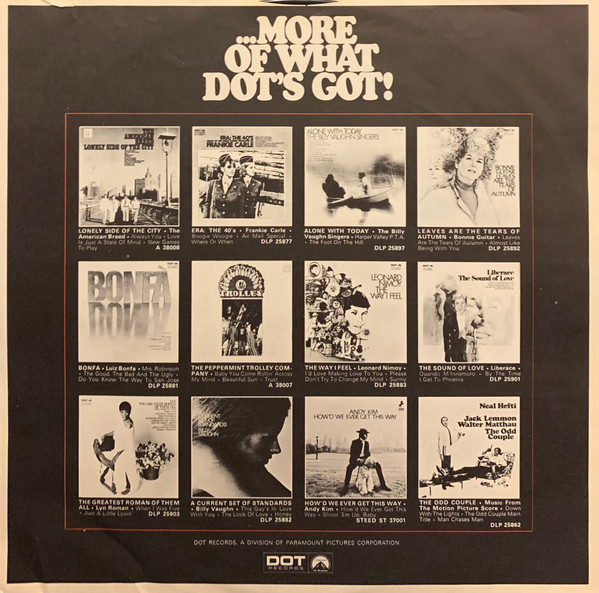 ...MORE
OF WHAT
DOT'S GOT!
LONELY SIDE OF THE CITY
ERA: THE 40'S
FRANKIE CARLE
ALONE WITH TODAY
THE BILLY VAUGHN SINGERS
BONNIE
GUITAR
LEAVES
ARE THE
TEARS
OF
AUTUMN
LONELY SIDE OF THE CITY • The
American Breed • Always You • Love
Is Just a State Of Mind • New Games
To Play
A 38008
ERA: THE 40's • Frankie Carle •
Boogie Woogie • Air Mail Special •
Where Or When
DLP 25877
ALONE WITH TODAY • The Billy
Vaughn Singers • Harper Valley P.T.A.
• The Fool On The Hill
DLP 25897
LEAVES ARE THE TEARS OF
AUTUMN • Bonnie Guitar • Leaves
Are The Tears Of Autumn • Almost Like
Being With You
DLP 25892
BONFÁ
TROLLEY
LEONARD
NIMOY
THE
WAY I FEEL
Liberace
The Sound of Love
BONFA • Luiz Bonfa • Mrs. Robinson
• The Good, The Bad And The Ugly •
Do You Know The Way To San Jose
DLP 25881
THE PEPPERMINT TROLLEY COM-
PANY • Baby You Come Rollin' Across
My Mind • Beautiful Sun • Trust
A 38007
THE WAY I FEEL • Leonard Nimoy •
I'd Love Making Love To You • Please
Don't Try To Change My Mind • Sunny
DLP 25883
THE SOUND OF LOVE • Liberace •
Quando M'Innamoro • By The Time
I Get To Phoenix
DLP 25901
ANDY KIM
HOW'D WE EVER GET THIS WAY
Neal Hefti
Jack Lemmon
Walter Matthau
The Odd
Couple
THE GREATEST ROMAN OF THEM
ALL • Lyn Roman • When I Was Five
• Just A Little Lovin'
DLP 25903
A CURRENT SET OF STANDARDS
• Billy Vaughn • This Guy's In Love
With You • The Look Of Love • Honey
DLP 25882
HOW'D WE EVER GET THIS WAY •
Andy Kim • How'd We Ever Get This
Way • Shoot 'Em Up, Baby
STEED ST 37001
THE ODD COUPLE • Music From
The Motion Picture Score • Down
With The Lights • The Odd Couple Main
Title • Man Chases Man
DLP 25862
DOT RECORDS, A DIVISION OF PARAMOUNT PICTURES CORPORATION
DOT
RECORDS